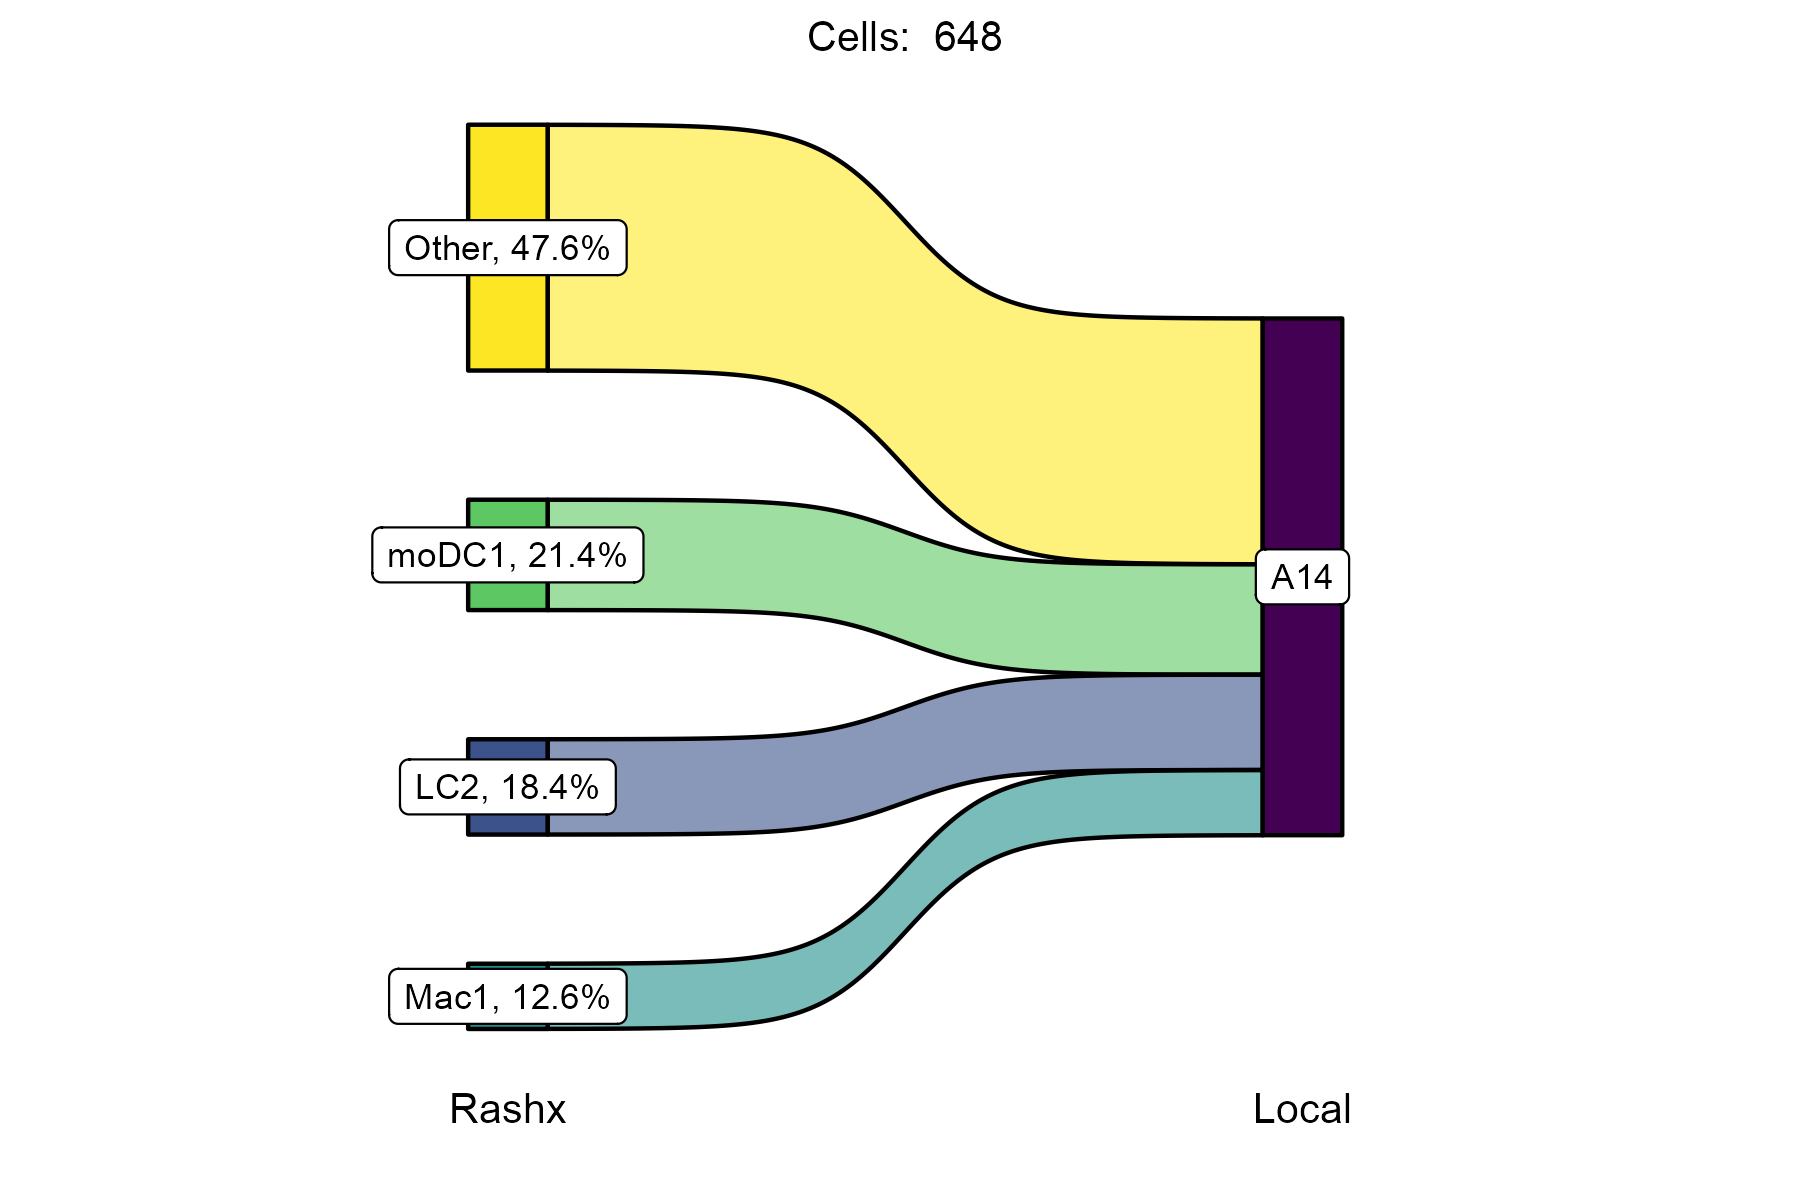 Cells:  648
Other, 47.6%
moDC1, 21.4%
A14
LC2, 18.4%
Mac1, 12.6%
Rashx
Local